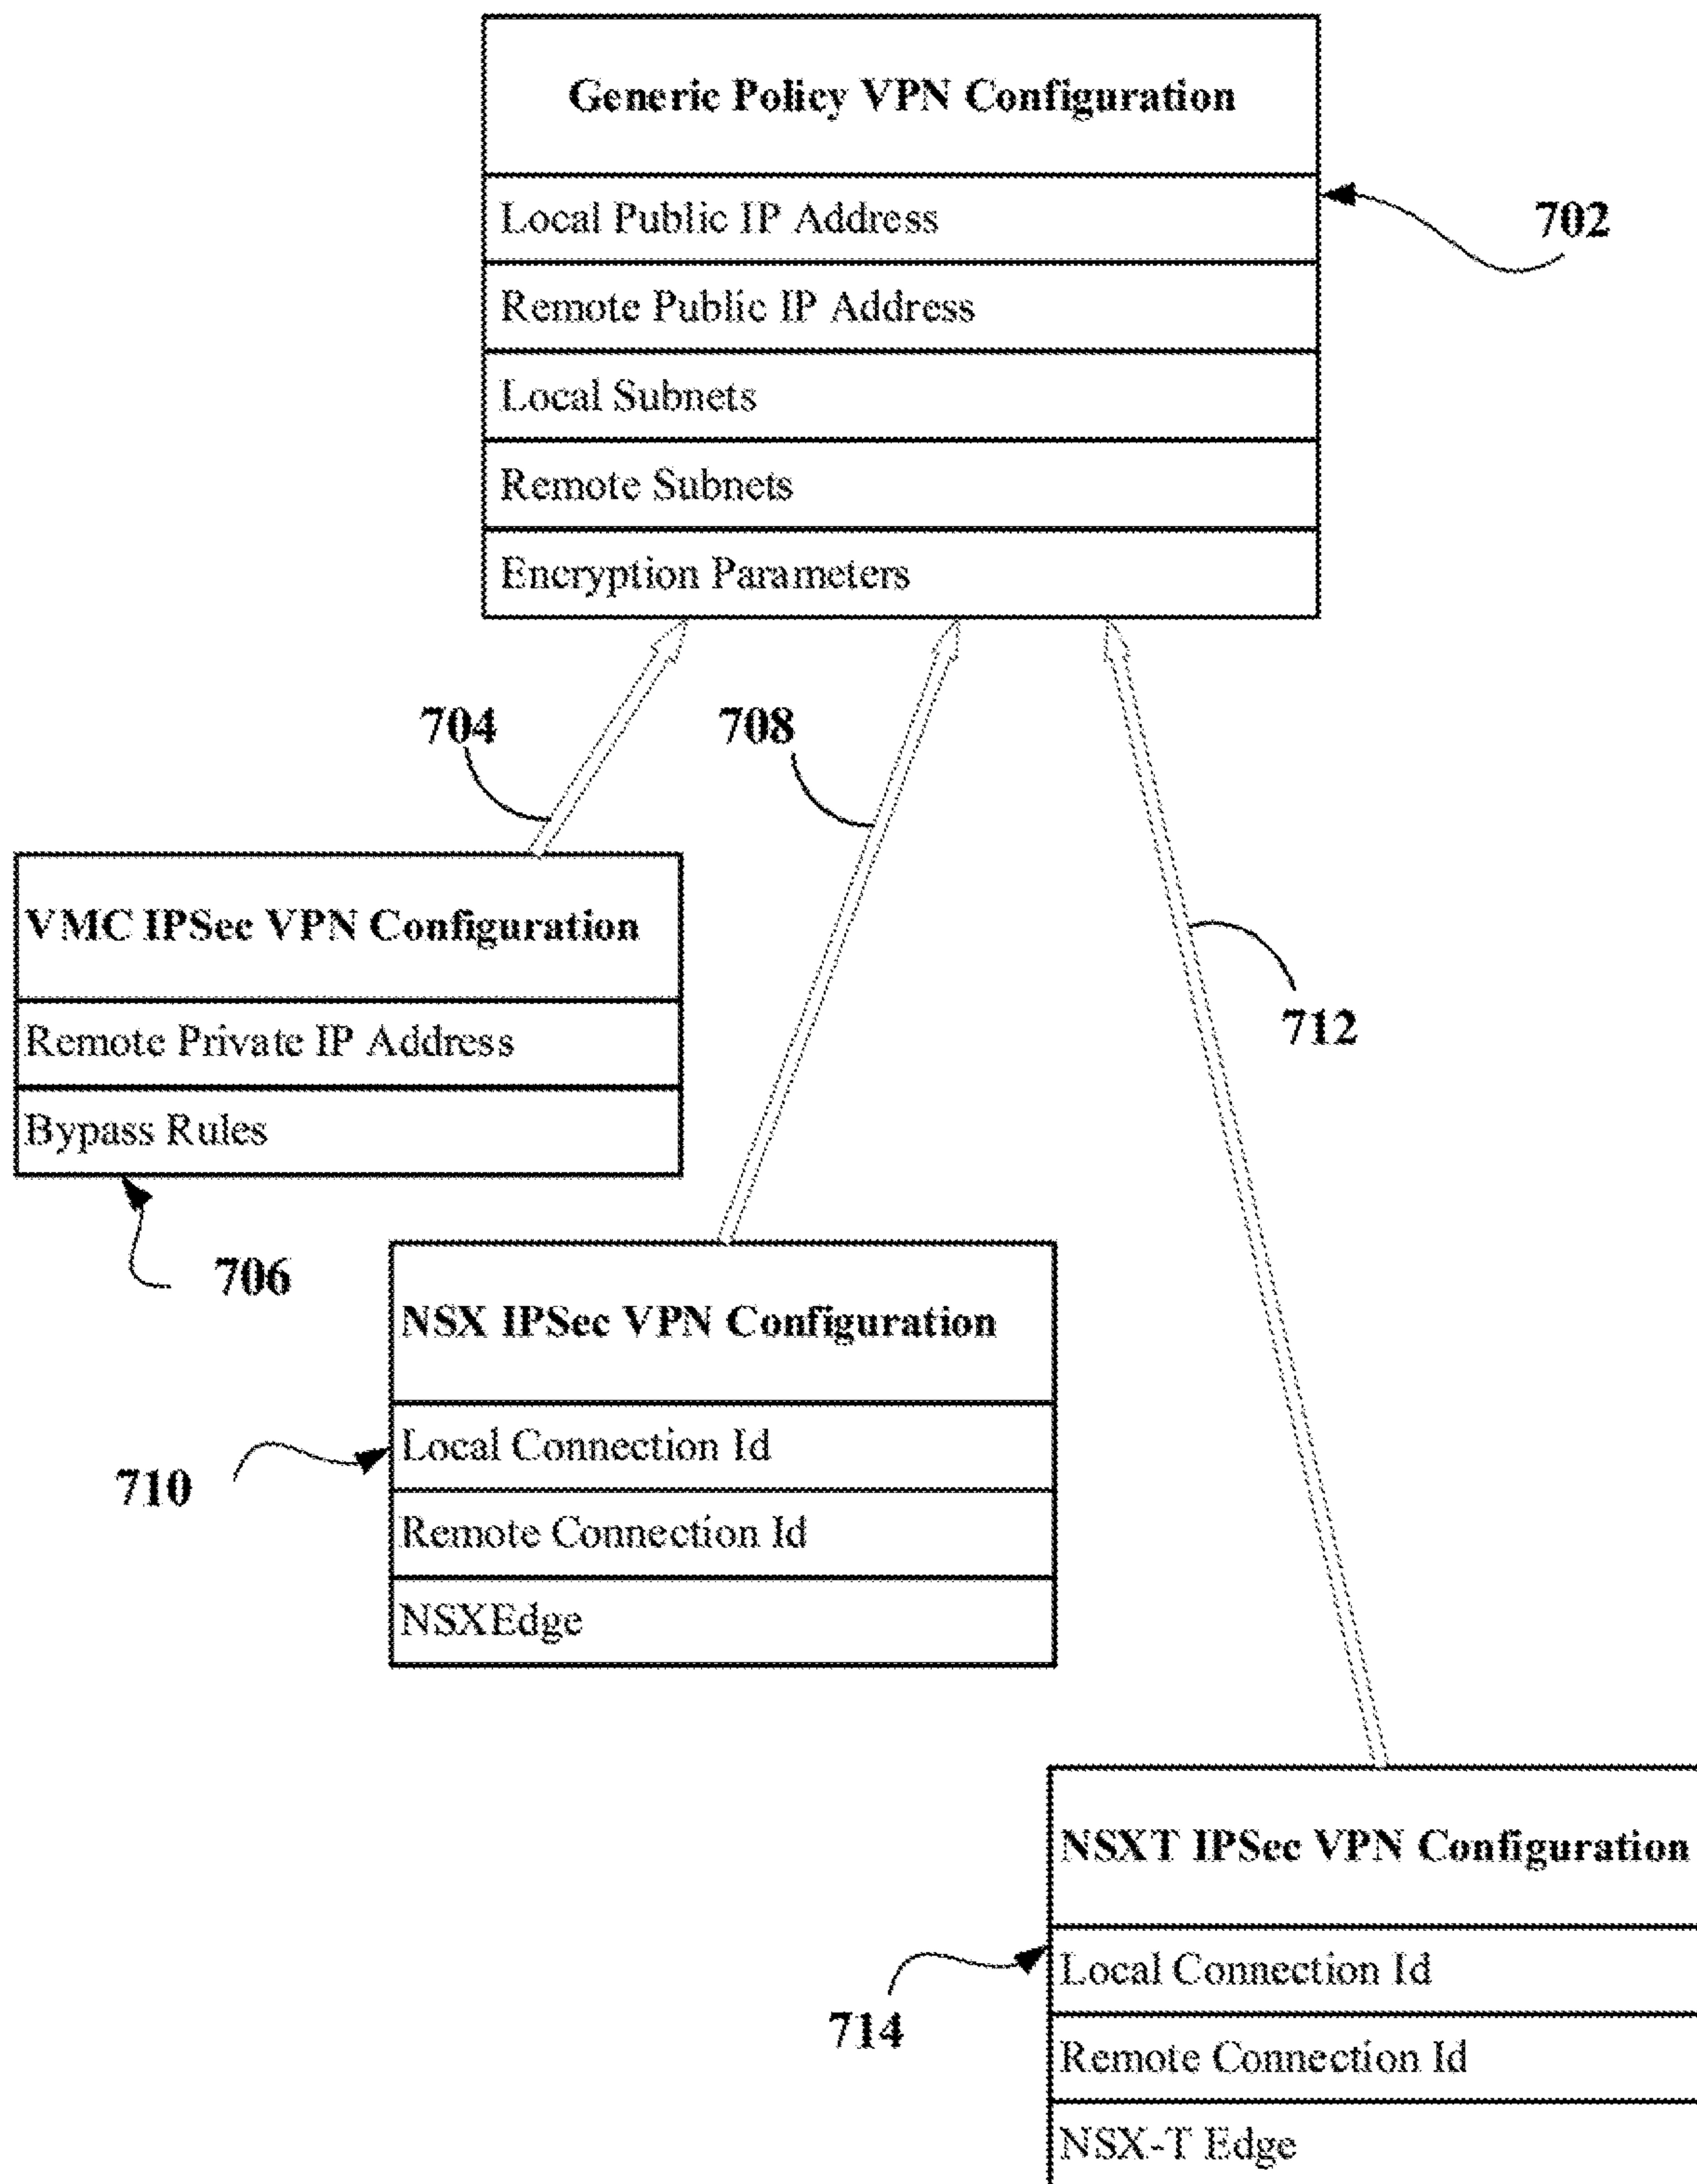 Generic Policy VPN Configuration
Local Public IP Address
702
Remote Public IP Address
Local Subnets
Remote Subnets
Encryption Parameters
704
708
VMC IPSec VPN Configuration
712
Remote Private IP Address
Bypass Rules
706
NSX IPSec VPN Configuration
Local Connection Id
710
Remote Connection Id
NSXEdge
NSXT IPSec VPN Configuration
Local Connection Id
714
Remote Connection Id
NSX-T Edge